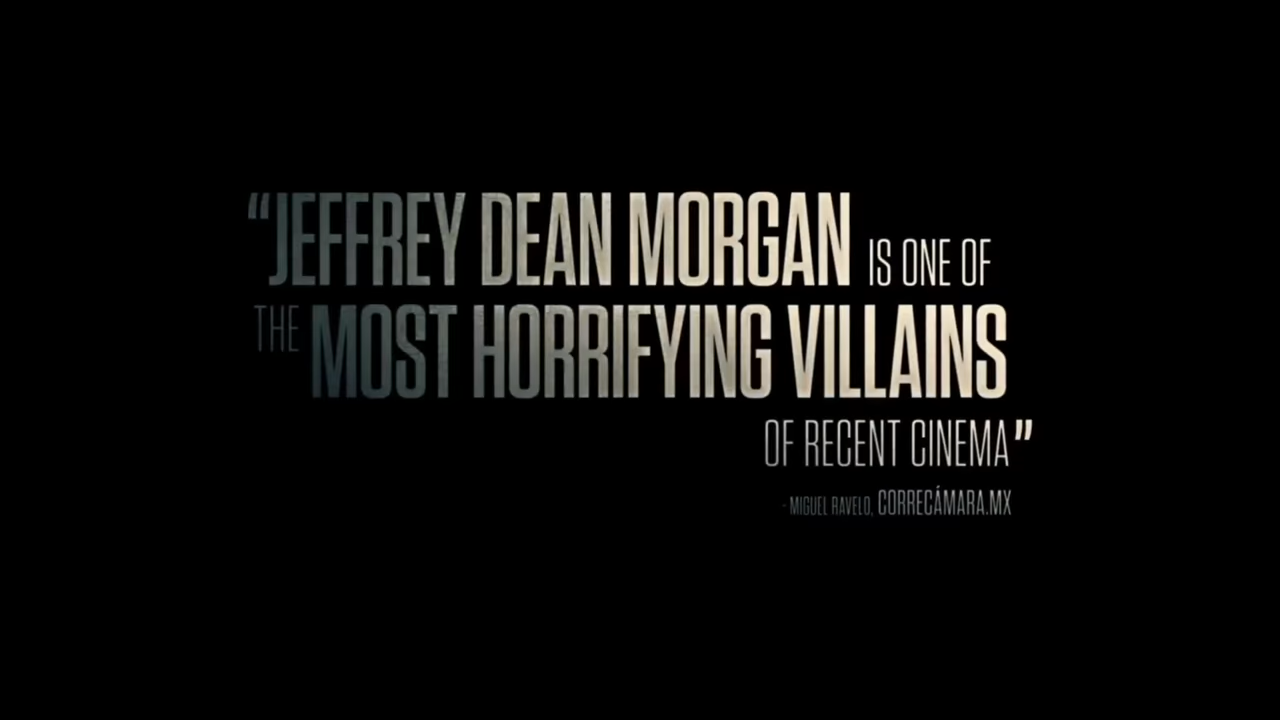 “JEFFREY DEAN MORGAN IS ONE OF
THE MOST HORRIFYING VILLAINS
OF RECENT CINEMA”
- MIGUEL RAVELO, CORRECÁMARA.MX